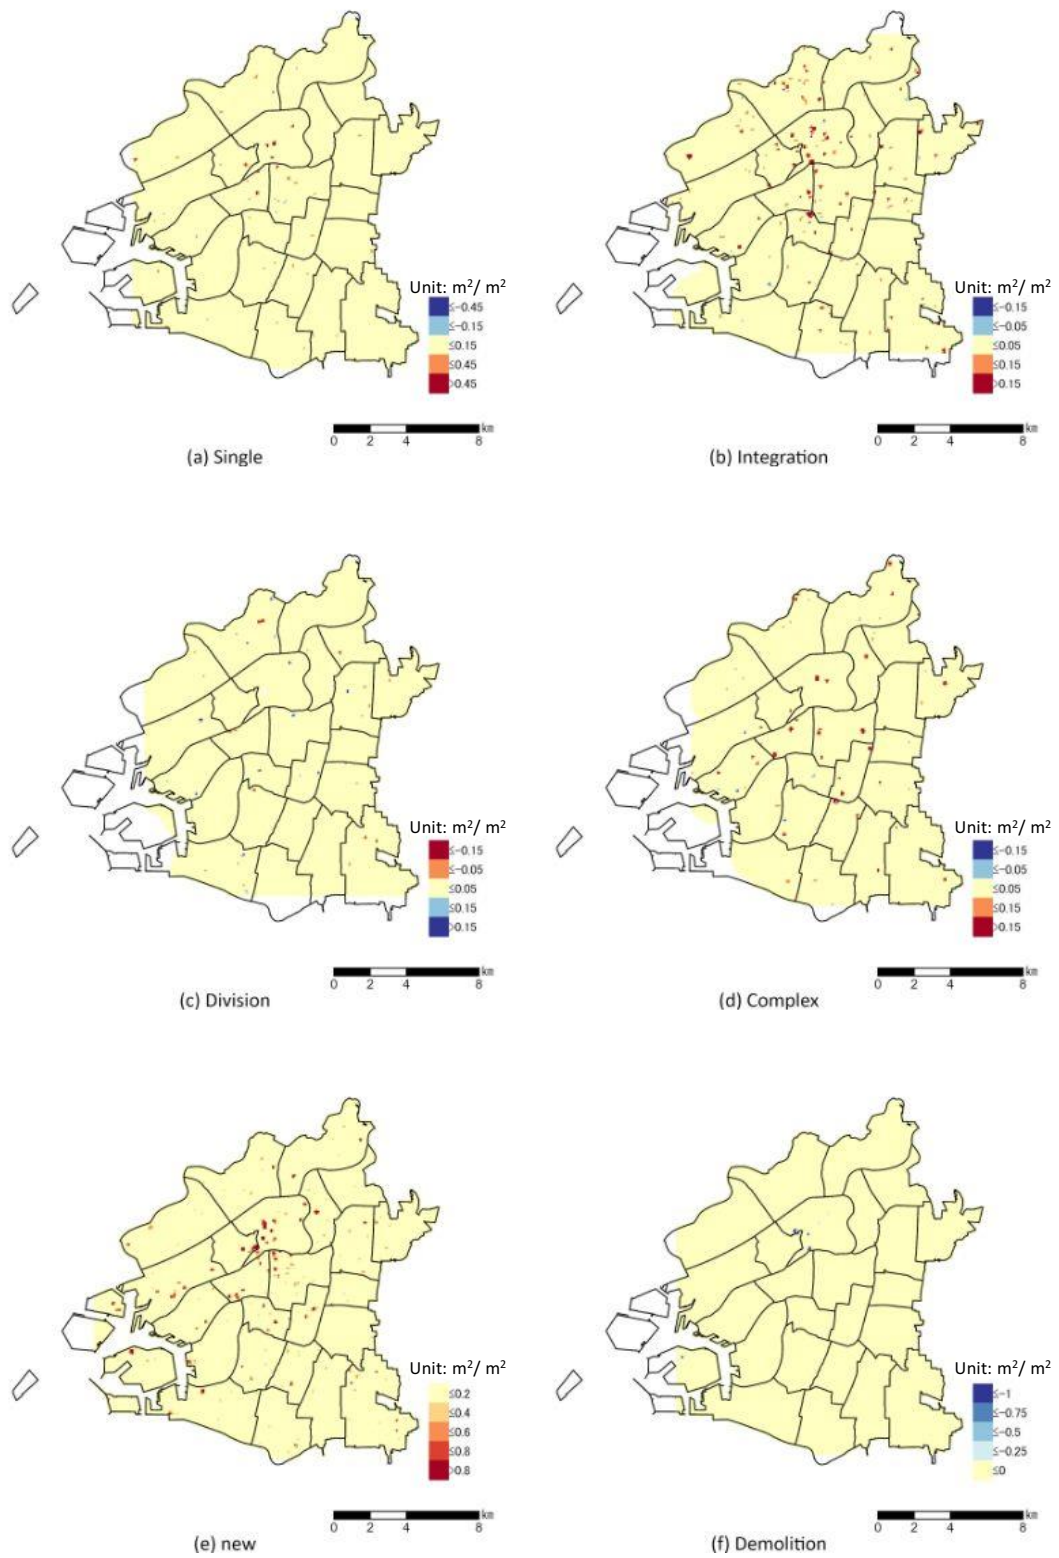 Unit: m²/ m²
≤-0.45
≤-0.15
≤0.15
≤0.45
>0.45
km
0 2 4 8
(a) Single
Unit: m²/ m²
≤-0.15
≤-0.05
≤0.05
≤0.15
>0.15
km
0 2 4 8
(b) Integration
Unit: m²/ m²
≤-0.15
≤-0.05
≤0.05
≤0.15
>0.15
km
0 2 4 8
(c) Division
Unit: m²/ m²
≤-0.15
≤-0.05
≤0.05
≤0.15
>0.15
km
0 2 4 8
(d) Complex
Unit: m²/ m²
≤0.2
≤0.4
≤0.6
≤0.8
>0.8
km
0 2 4 8
(e) new
Unit: m²/ m²
≤-1
≤-0.75
≤-0.5
≤-0.25
≤0
km
0 2 4 8
(f) Demolition